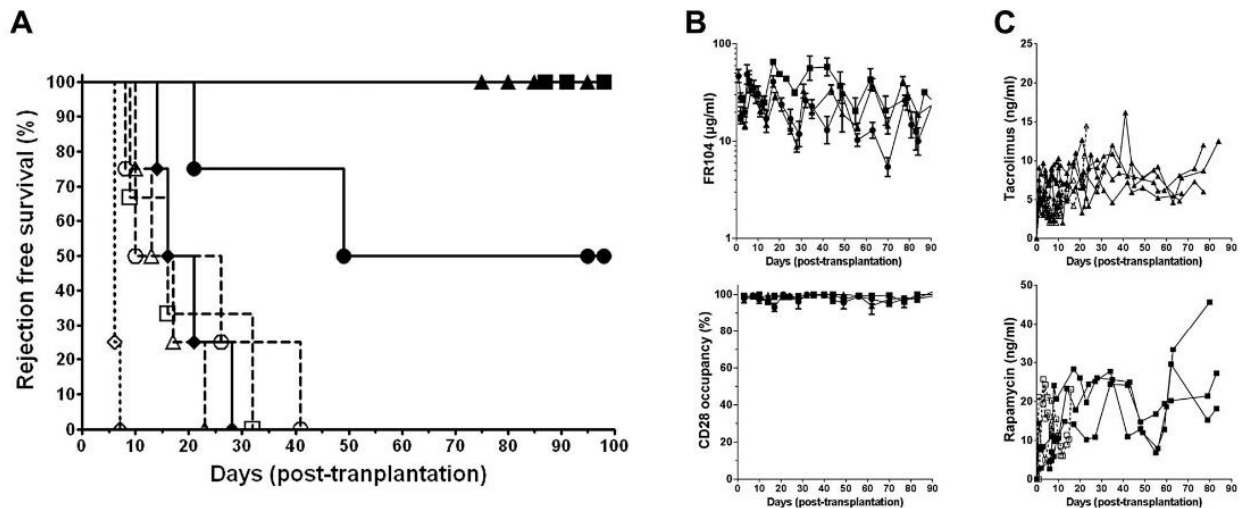 A
Rejection free survival (%)
100
90
80
70
60
50
40
30
20
10
0
0 10 20 30 40 50 60 70 80 90 100
Days (post-tranplantation)
B
FR104 (µg/ml)
100
10
1
0 10 20 30 40 50 60 70 80 90
Days (post-transplantation)
CD28 occupancy (%)
100
80
60
40
20
0
0 10 20 30 40 50 60 70 80 90
Days (post-transplantation)
C
Tacrolimus (ng/ml)
25
20
15
10
5
0
0 10 20 30 40 50 60 70 80 90
Days (post-transplantation)
Rapamycin (ng/ml)
50
40
30
20
10
0
0 10 20 30 40 50 60 70 80 90
Days (post-transplantation)